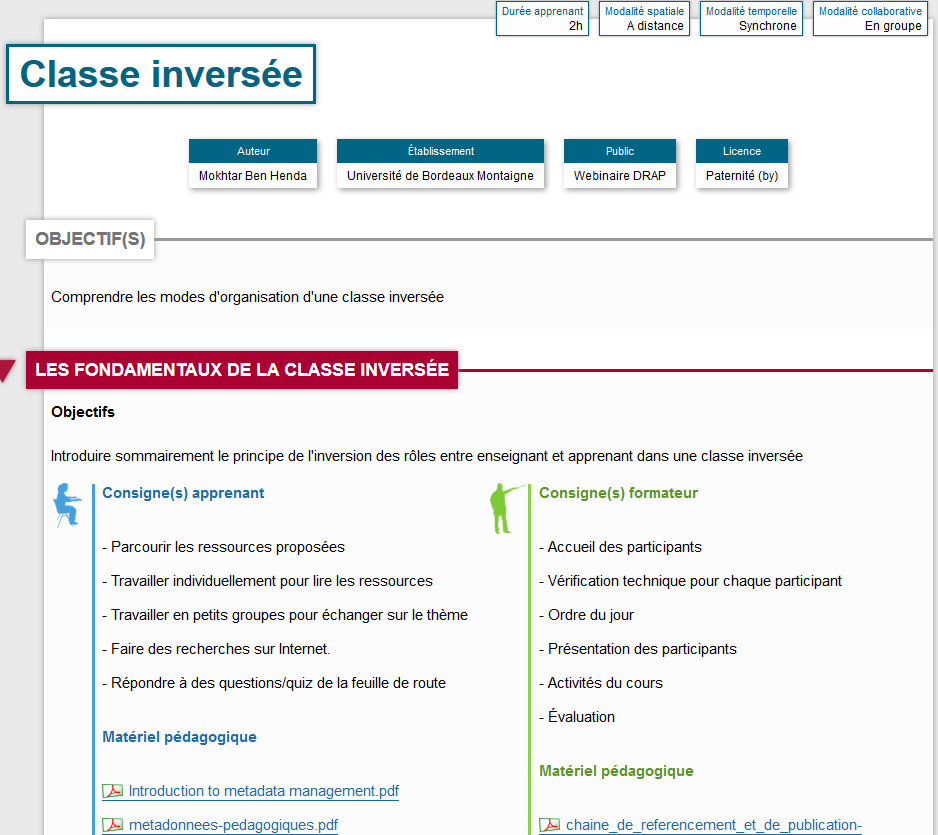 Durée apprenant
2h
Modalité spatiale
A distance
Modalité temporelle
Synchrone
Modalité collaborative
En groupe
Classe inversée
Auteur
Mokhtar Ben Henda
Établissement
Université de Bordeaux Montaigne
Public
Webinaire DRAP
Licence
Paternité (by)
OBJECTIF(S)
Comprendre les modes d'organisation d'une classe inversée
LES FONDAMENTAUX DE LA CLASSE INVERSÉE
Objectifs
Introduire sommairement le principe de l'inversion des rôles entre enseignant et apprenant dans une classe inversée
Consigne(s) apprenant
- Parcourir les ressources proposées
- Travailler individuellement pour lire les ressources
- Travailler en petits groupes pour échanger sur le thème
- Faire des recherches sur Internet.
- Répondre à des questions/quiz de la feuille de route
Matériel pédagogique
Introduction to metadata management.pdf
metadonnees-pedagogiques.pdf
Consigne(s) formateur
- Accueil des participants
- Vérification technique pour chaque participant
- Ordre du jour
- Présentation des participants
- Activités du cours
- Évaluation
Matériel pédagogique
chaine_de_referencement_et_de_publication-